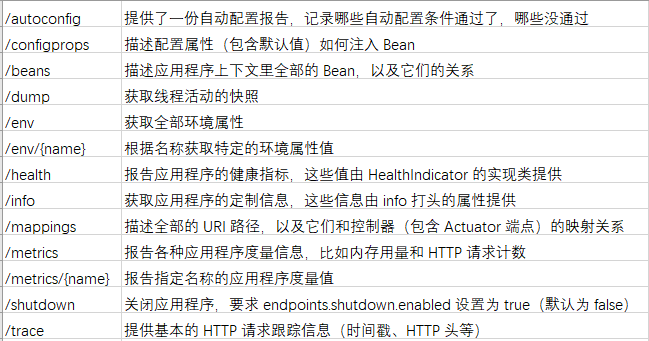 /autoconfig 提供了一份自动配置报告，记录哪些自动配置条件通过了，哪些没通过
/configprops 描述配置属性（包含默认值）如何注入 Bean
/beans 描述应用程序上下文里全部的 Bean，以及它们的关系
/dump 获取线程活动的快照
/env 获取全部环境属性
/env/{name} 根据名称获取特定的环境属性值
/health 报告应用程序的健康指标，这些值由 HealthIndicator 的实现类提供
/info 获取应用程序的定制信息，这些信息由 info 打头的属性提供
/mappings 描述全部的 URI 路径，以及它们和控制器（包含 Actuator 端点）的映射关系
/metrics 报告各种应用程序度量信息，比如内存用量和 HTTP 请求计数
/metrics/{name} 报告指定名称的应用程序度量值
/shutdown 关闭应用程序，要求 endpoints.shutdown.enabled 设置为 true（默认为 false）
/trace 提供基本的 HTTP 请求跟踪信息（时间戳、HTTP 头等）